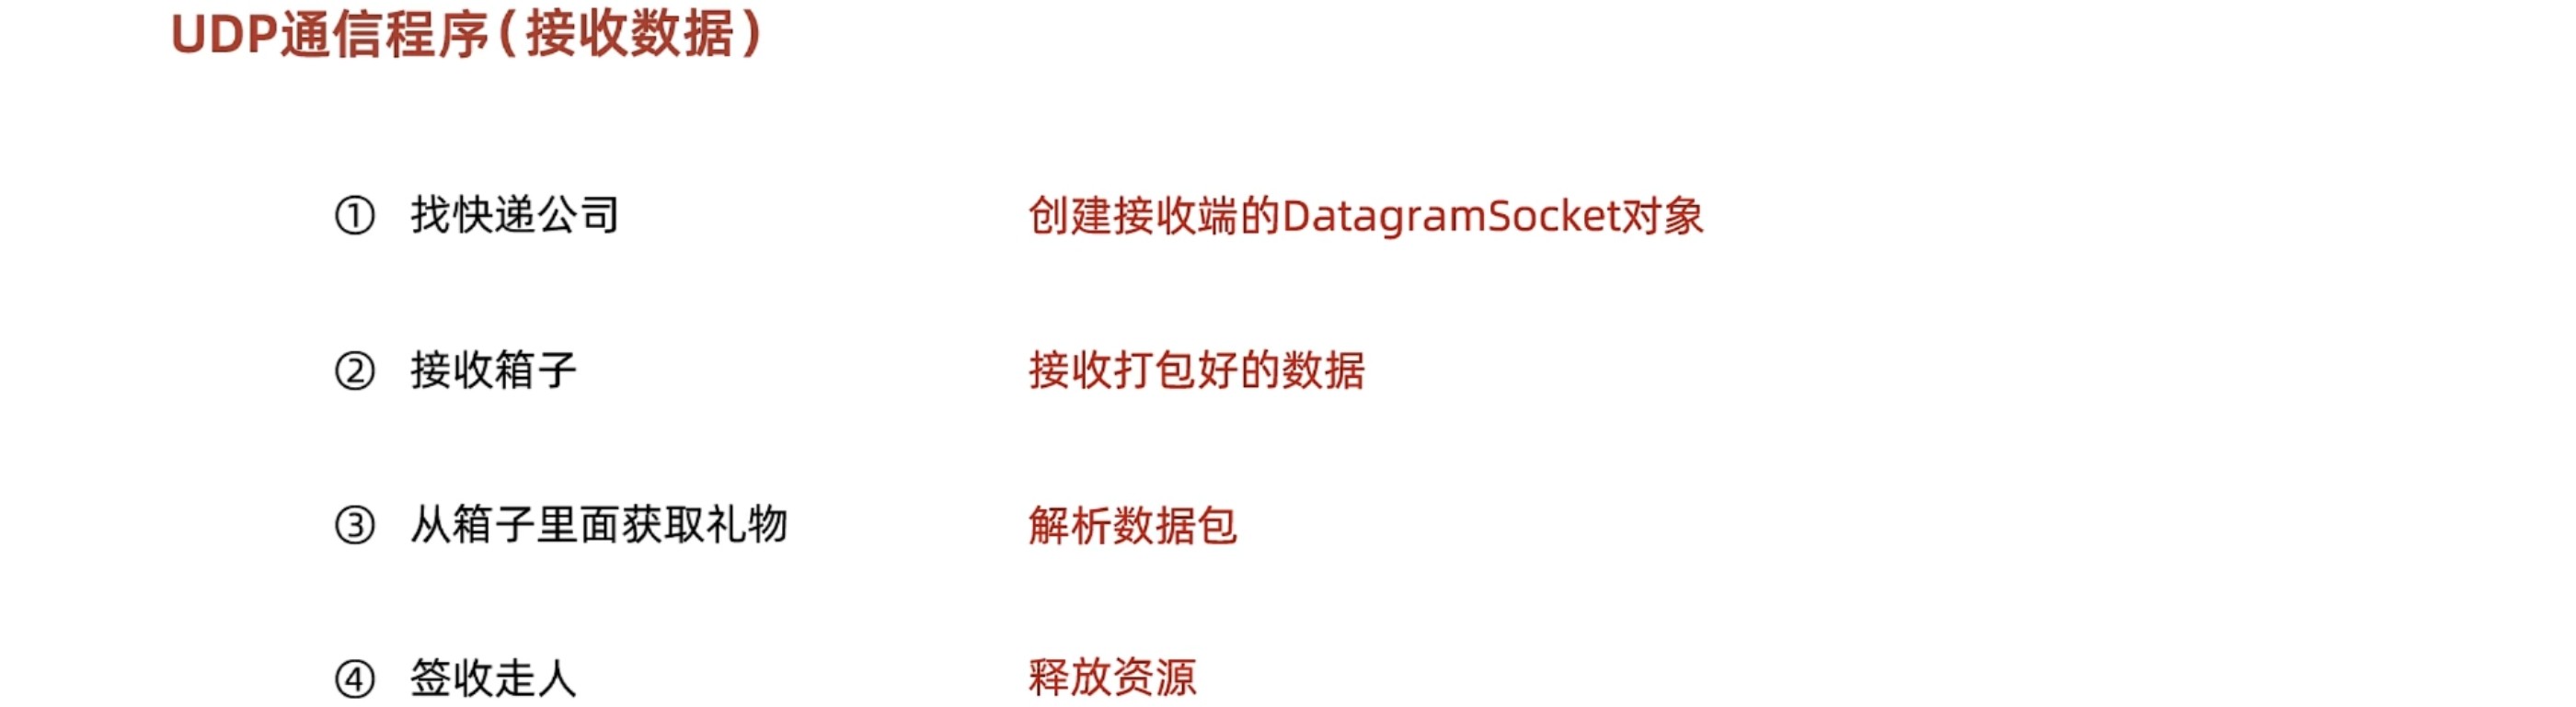 UDP通信程序(接收数据)
① 找快递公司 创建接收端的DatagramSocket对象
② 接收箱子 接收打包好的数据
③ 从箱子里面获取礼物 解析数据包
④ 签收走人 释放资源